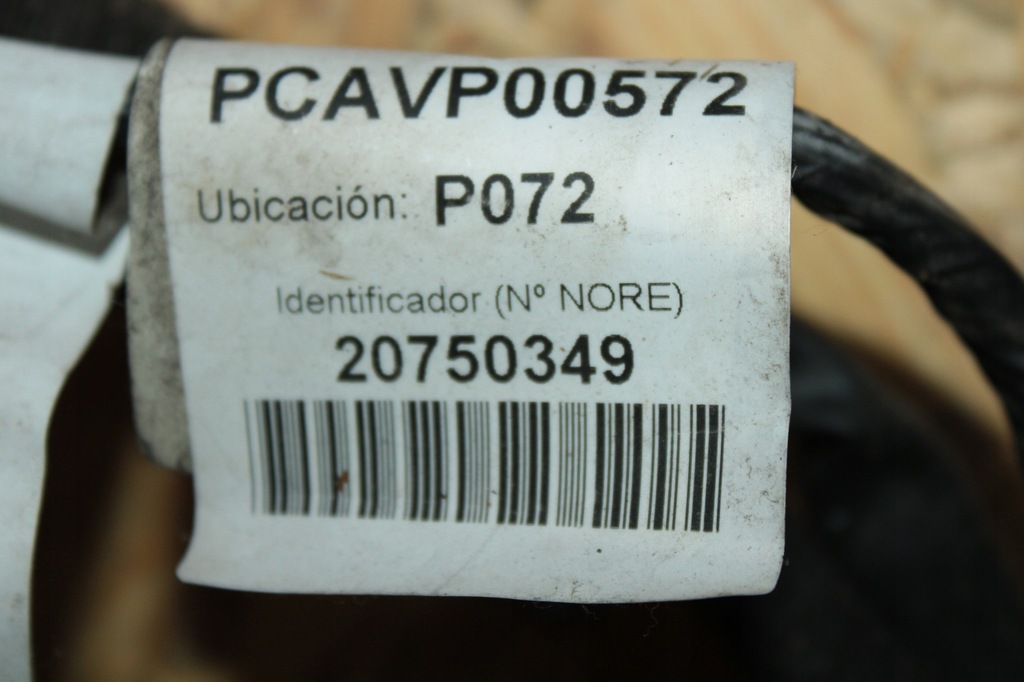 PCAVP00572
Ubicación: P072
Identificador (Nº NORE)
20750349